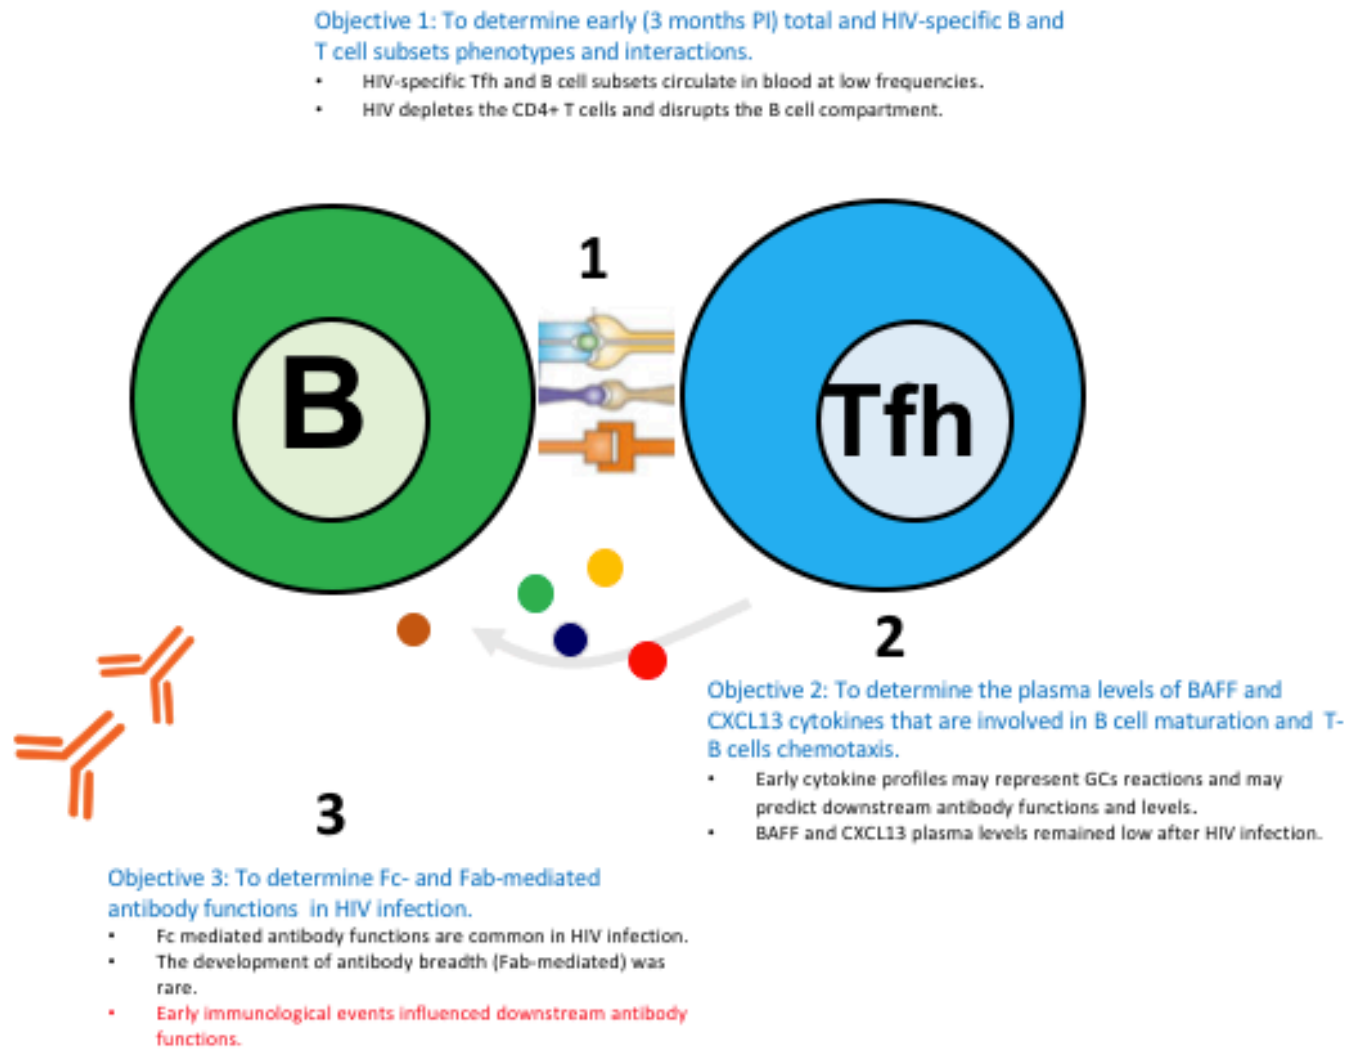 Objective 1: To determine early (3 months PI) total and HIV-specific B and
T cell subsets phenotypes and interactions.
• HIV-specific Tfh and B cell subsets circulate in blood at low frequencies.
• HIV depletes the CD4+ T cells and disrupts the B cell compartment.
1
B
Tfh
2
Objective 2: To determine the plasma levels of BAFF and
CXCL13 cytokines that are involved in B cell maturation and T-
B cells chemotaxis.
• Early cytokine profiles may represent GCs reactions and may
predict downstream antibody functions and levels.
• BAFF and CXCL13 plasma levels remained low after HIV infection.
3
Objective 3: To determine Fc- and Fab-mediated
antibody functions in HIV infection.
• Fc mediated antibody functions are common in HIV infection.
• The development of antibody breadth (Fab-mediated) was
rare.
• Early immunological events influenced downstream antibody
functions.